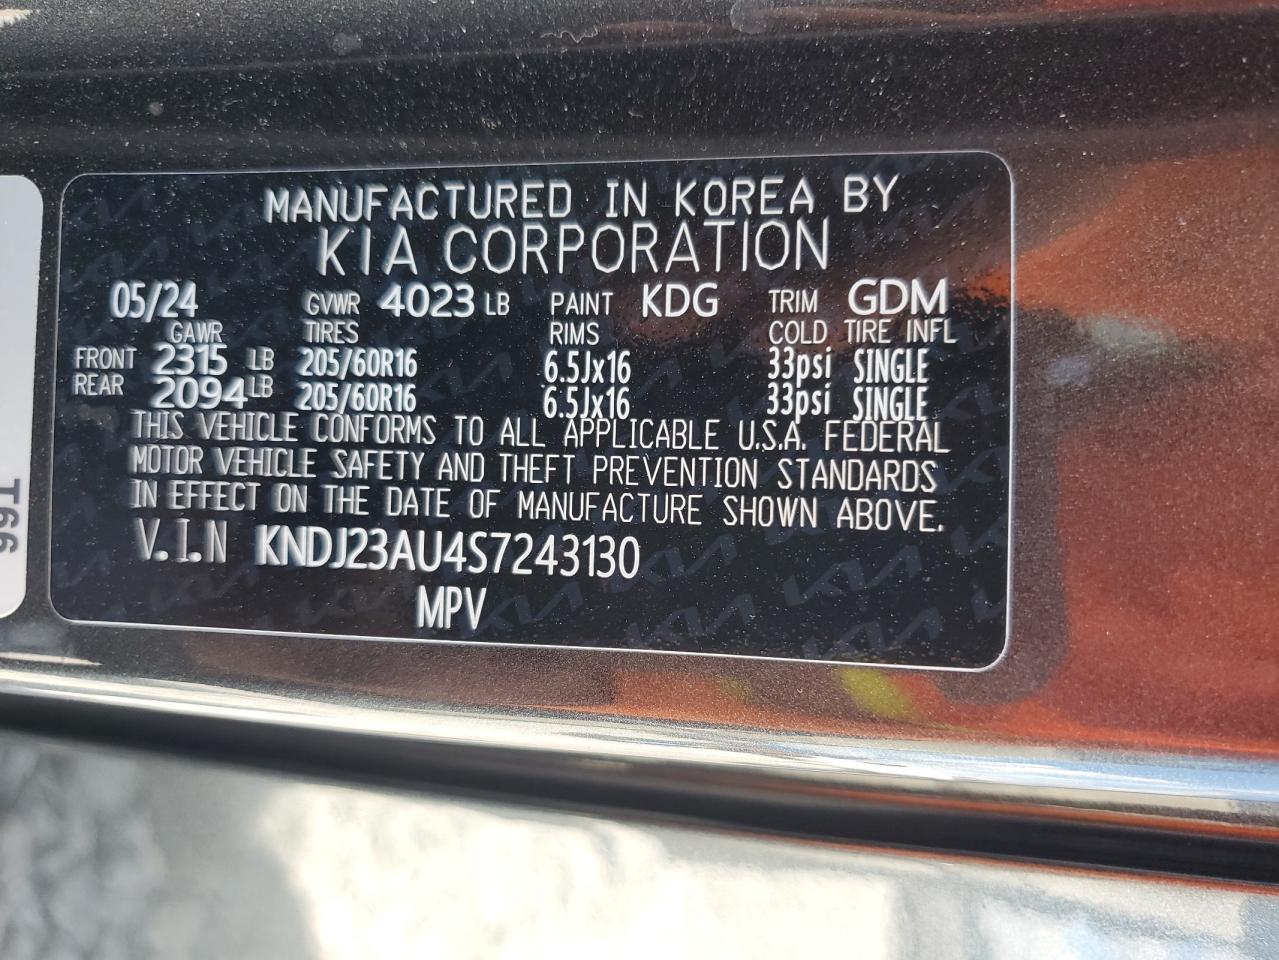 MANUFACTURED IN KOREA BY
KIA CORPORATION
05/24 GVWR 4023 LB PAINT KDG TRIM GDM
GAWR TIRES RIMS COLD TIRE INFL
FRONT 2315 LB 205/60R16 6.5Jx16 33psi SINGLE
REAR 2094 LB 205/60R16 6.5Jx16 33psi SINGLE
THIS VEHICLE CONFORMS TO ALL APPLICABLE U.S.A. FEDERAL
MOTOR VEHICLE SAFETY AND THEFT PREVENTION STANDARDS
IN EFFECT ON THE DATE OF MANUFACTURE SHOWN ABOVE.
V.I.N KNDJ23AU4S7243130
MPV